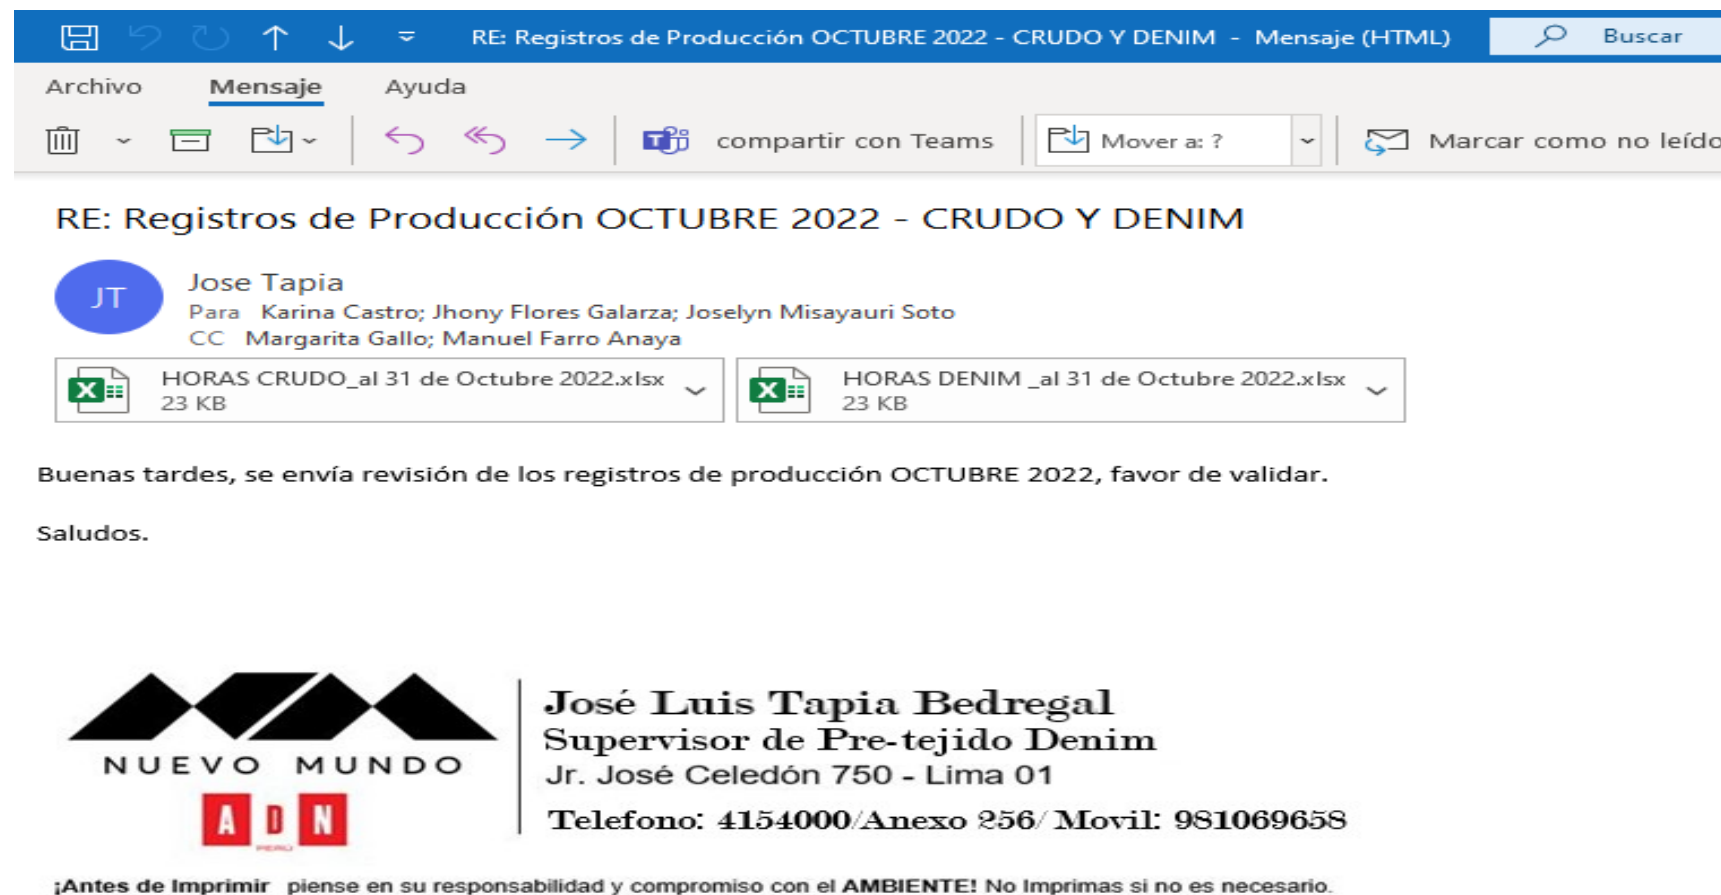 RE: Registros de Producción OCTUBRE 2022 - CRUDO Y DENIM - Mensaje (HTML)
Buscar
Archivo Mensaje Ayuda
compartir con Teams Mover a: ? Marcar como no leído
RE: Registros de Producción OCTUBRE 2022 - CRUDO Y DENIM
JT
Jose Tapia
Para Karina Castro; Jhony Flores Galarza; Joselyn Misayauri Soto
CC Margarita Gallo; Manuel Farro Anaya
HORAS CRUDO_al 31 de Octubre 2022.xlsx
23 KB
HORAS DENIM _al 31 de Octubre 2022.xlsx
23 KB
Buenas tardes, se envía revisión de los registros de producción OCTUBRE 2022, favor de validar.
Saludos.
NUEVO MUNDO
ADN
PERÚ
José Luis Tapia Bedregal
Supervisor de Pre-tejido Denim
Jr. José Celedón 750 - Lima 01
Telefono: 4154000/Anexo 256/ Movil: 981069658
¡Antes de Imprimir piense en su responsabilidad y compromiso con el AMBIENTE! No Imprimas si no es necesario.